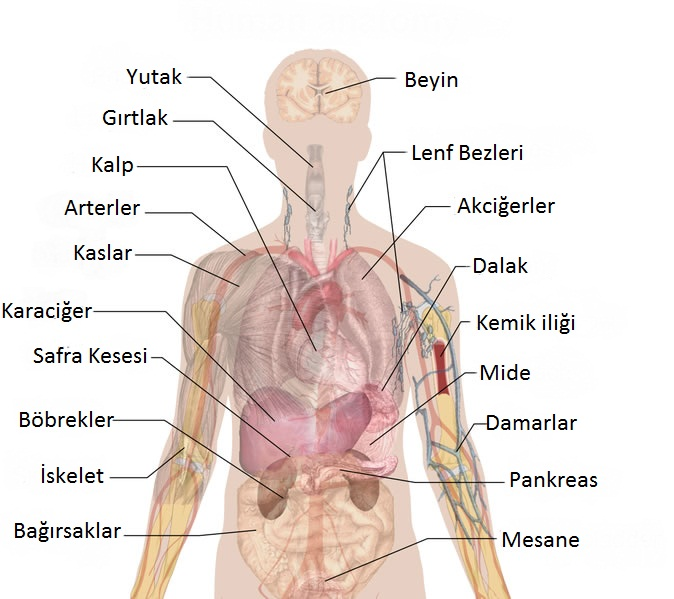 Yutak
Beyin
Gırtlak
Lenf Bezleri
Kalp
Akciğerler
Arterler
Kaslar
Dalak
Karaciğer
Kemik iliği
Safra Kesesi
Mide
Böbrekler
Damarlar
İskelet
Pankreas
Bağırsaklar
Mesane